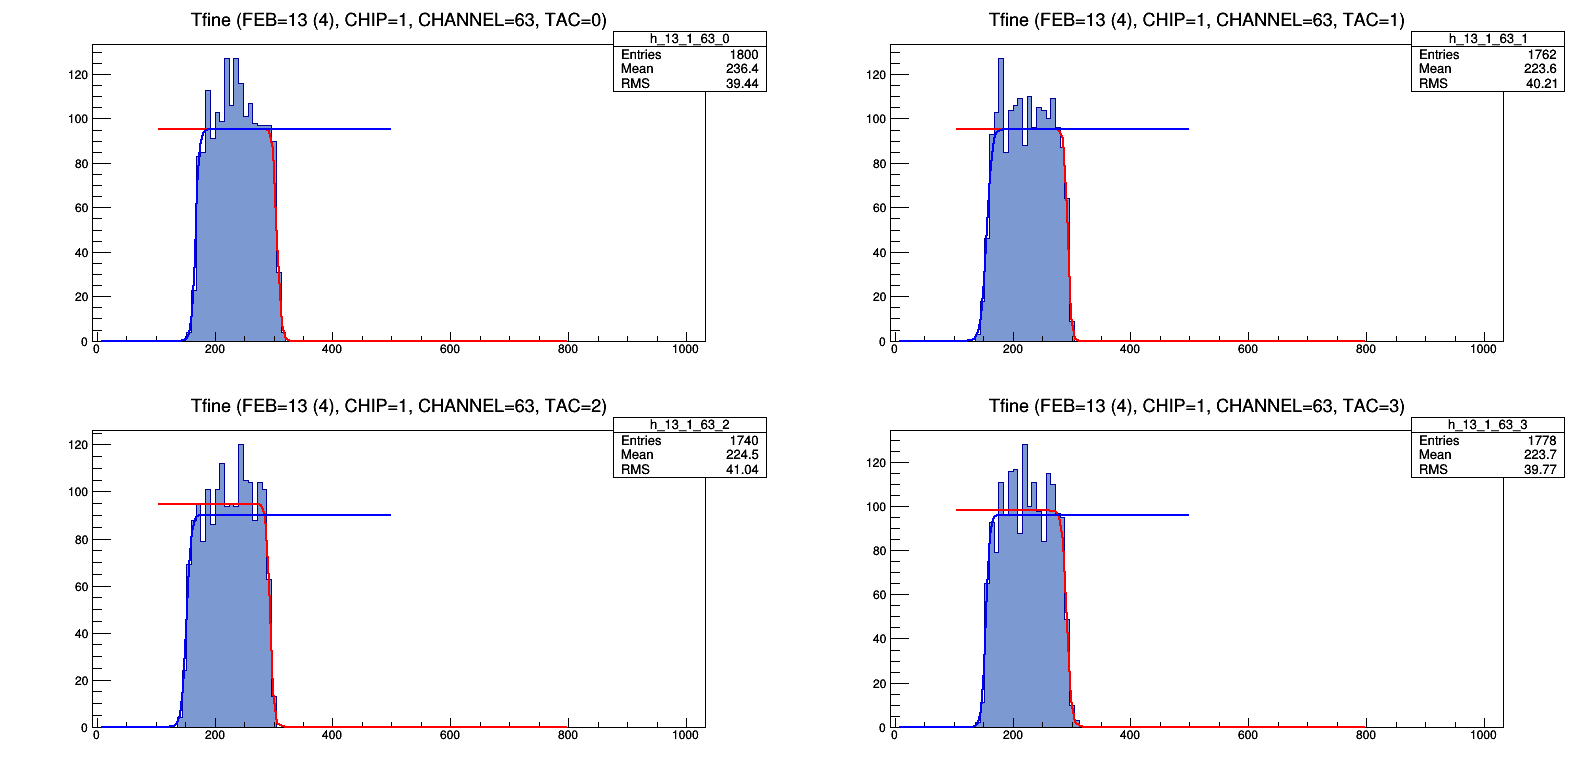 Tfine (FEB=13 (4), CHIP=1, CHANNEL=63, TAC=0)
h_13_1_63_0
Entries 1800
Mean 236.4
RMS 39.44
120
100
80
60
40
20
0
0 200 400 600 800 1000
Tfine (FEB=13 (4), CHIP=1, CHANNEL=63, TAC=1)
h_13_1_63_1
Entries 1762
Mean 223.6
RMS 40.21
120
100
80
60
40
20
0
0 200 400 600 800 1000
Tfine (FEB=13 (4), CHIP=1, CHANNEL=63, TAC=2)
h_13_1_63_2
Entries 1740
Mean 224.5
RMS 41.04
120
100
80
60
40
20
0
0 200 400 600 800 1000
Tfine (FEB=13 (4), CHIP=1, CHANNEL=63, TAC=3)
h_13_1_63_3
Entries 1778
Mean 223.7
RMS 39.77
120
100
80
60
40
20
0
0 200 400 600 800 1000